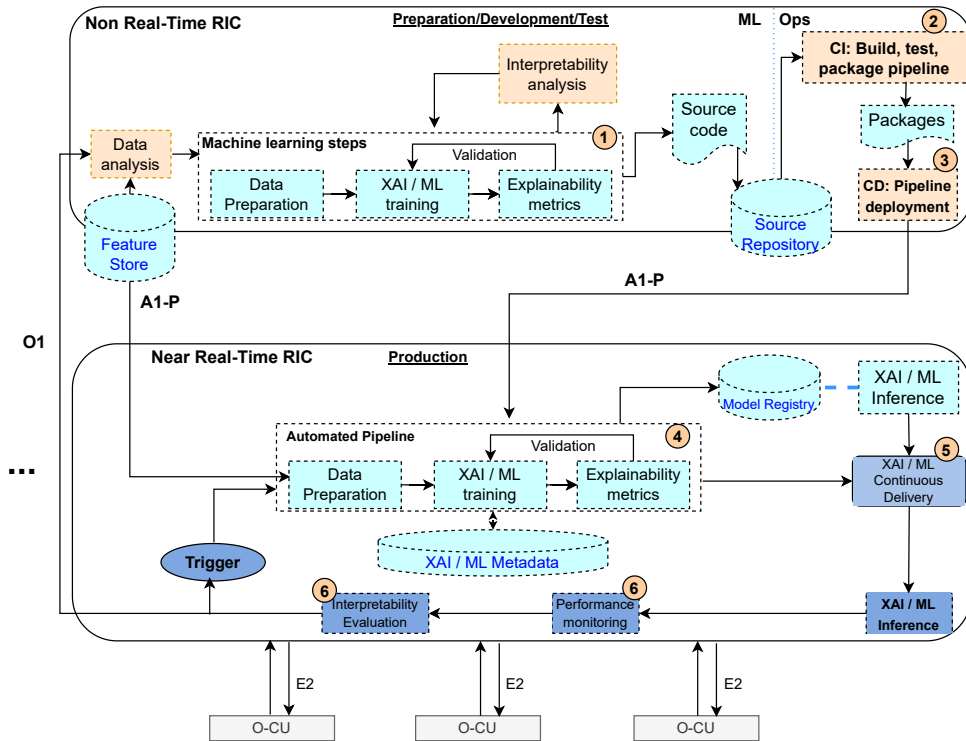 Non Real-Time RIC
Preparation/Development/Test
ML
Ops
2
CI: Build, test,
package pipeline
Interpretability
analysis
Source
code
Packages
Data
analysis
Machine learning steps
1
Validation
Data
Preparation
XAI / ML
training
Explainability
metrics
3
CD: Pipeline
deployment
Feature
Store
Source
Repository
A1-P
A1-P
O1
Near Real-Time RIC
Production
Model Registry
XAI / ML
Inference
Automated Pipeline
4
Validation
Data
Preparation
XAI / ML
training
Explainability
metrics
5
XAI / ML
Continuous
Delivery
...
XAI / ML Metadata
Trigger
6
Interpretability
Evaluation
6
Performance
monitoring
XAI / ML
Inference
E2
E2
E2
O-CU
O-CU
O-CU